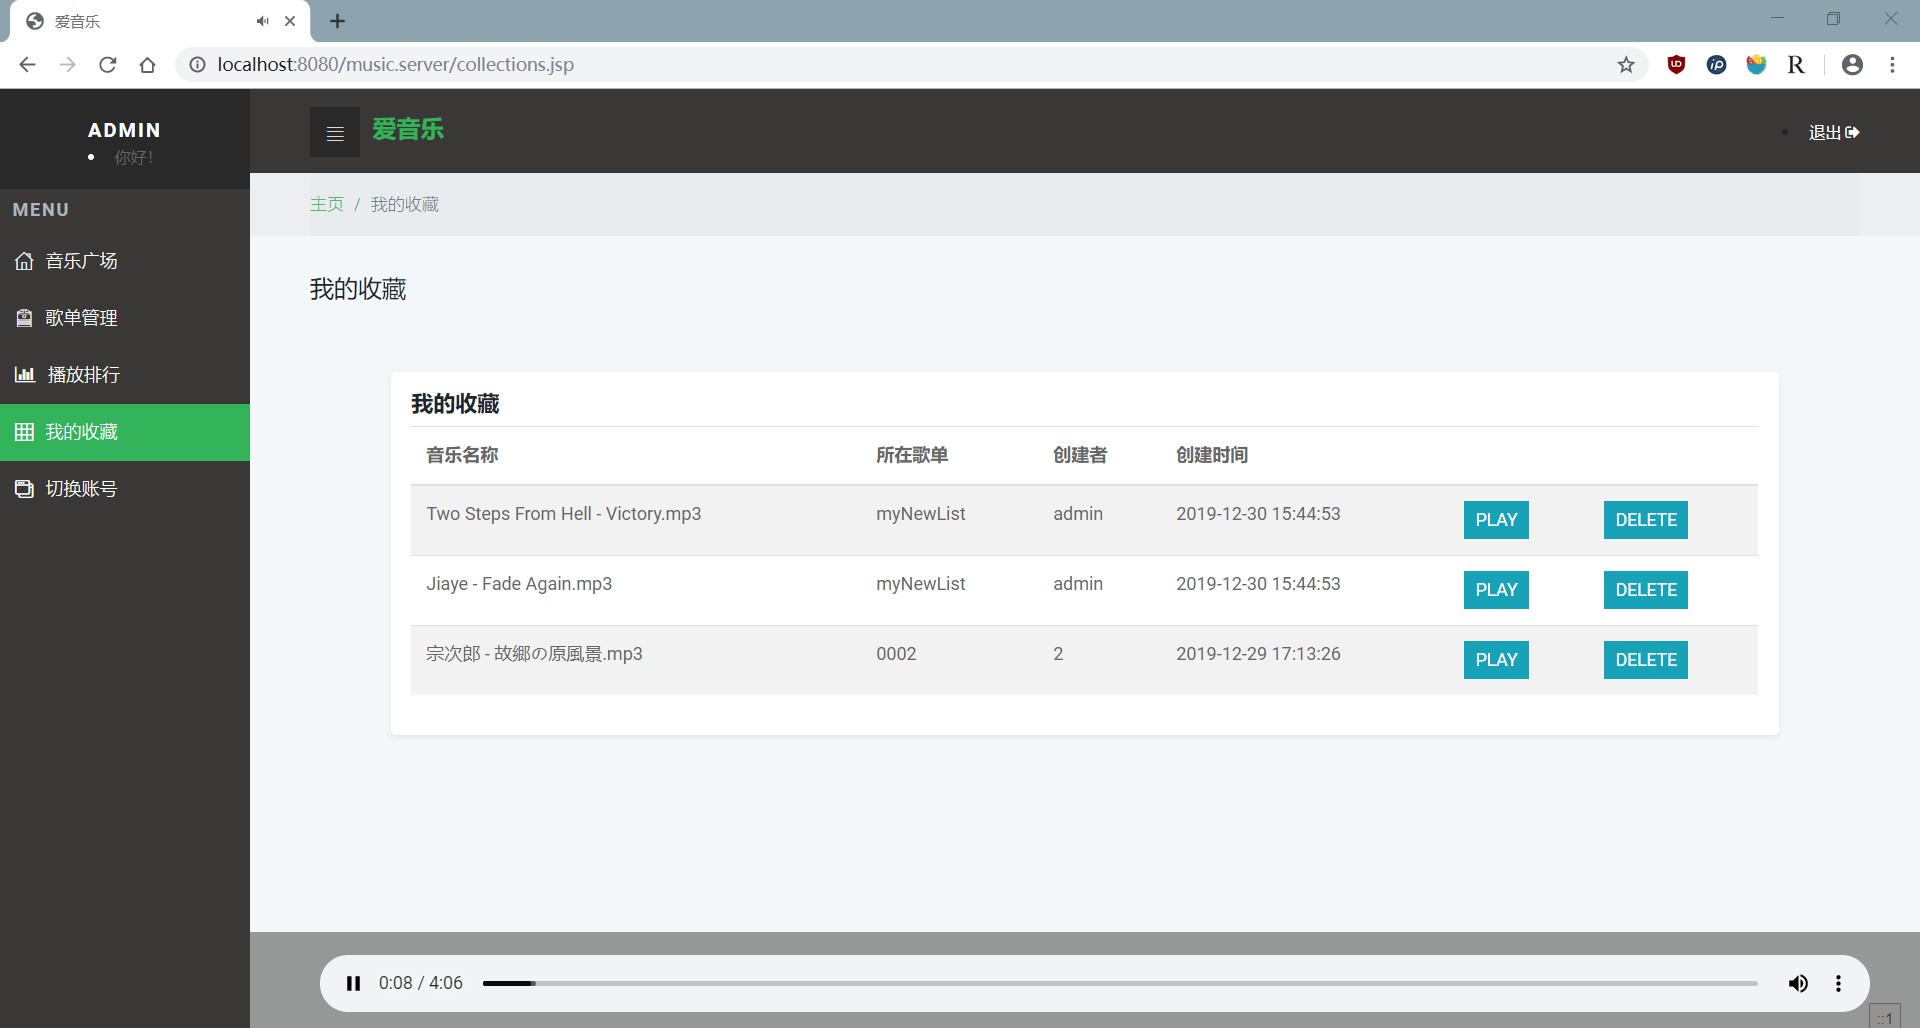 爱音乐
localhost:8080/music.server/collections.jsp
ADMIN
你好!
MENU
音乐广场
歌单管理
播放排行
我的收藏
切换账号
爱音乐
退出
主页 / 我的收藏
我的收藏
我的收藏
音乐名称 所在歌单 创建者 创建时间
Two Steps From Hell - Victory.mp3 myNewList admin 2019-12-30 15:44:53 PLAY DELETE
Jiaye - Fade Again.mp3 myNewList admin 2019-12-30 15:44:53 PLAY DELETE
宗次郎 - 故郷の原風景.mp3 0002 2 2019-12-29 17:13:26 PLAY DELETE
0:08 / 4:06
::1